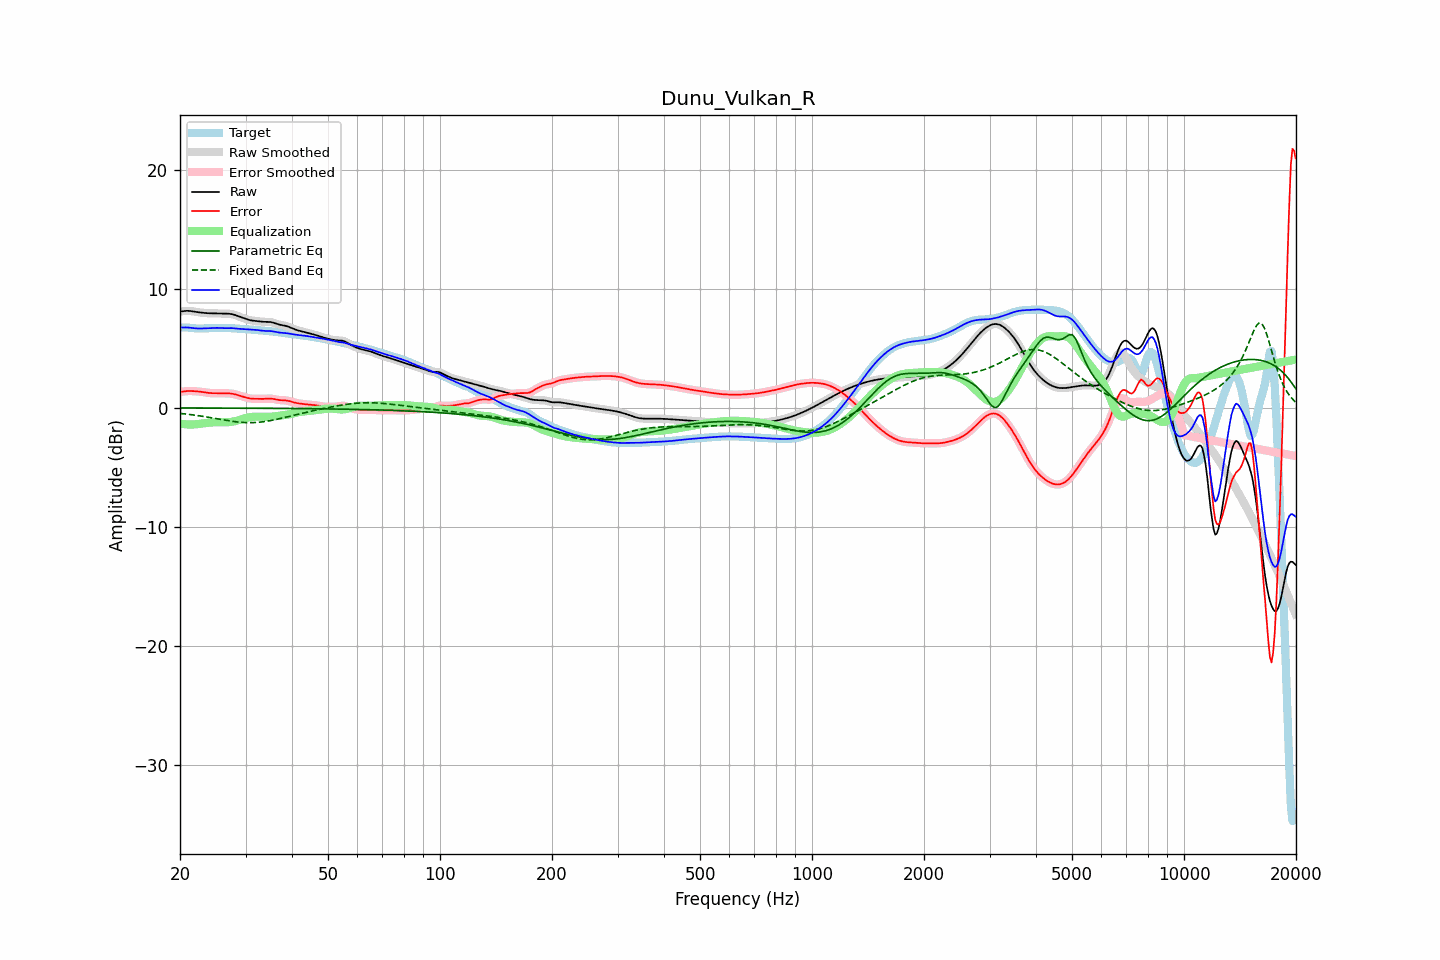 Dunu_Vulkan_R
Target
Raw Smoothed
Error Smoothed
Raw
Error
Equalization
Parametric Eq
Fixed Band Eq
Equalized
20
10
0
−10
−20
−30
Amplitude (dBr)
20
50
100
200
500
1000
2000
5000
10000
20000
Frequency (Hz)